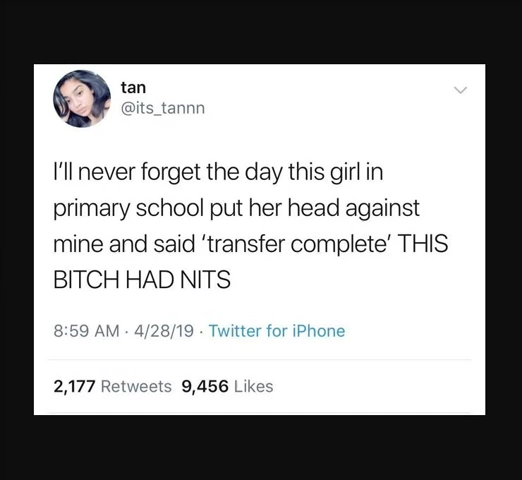 tan
@its_tannn
I'll never forget the day this girl in
primary school put her head against
mine and said 'transfer complete' THIS
BITCH HAD NITS
8:59 AM · 4/28/19 · Twitter for iPhone
2,177 Retweets 9,456 Likes